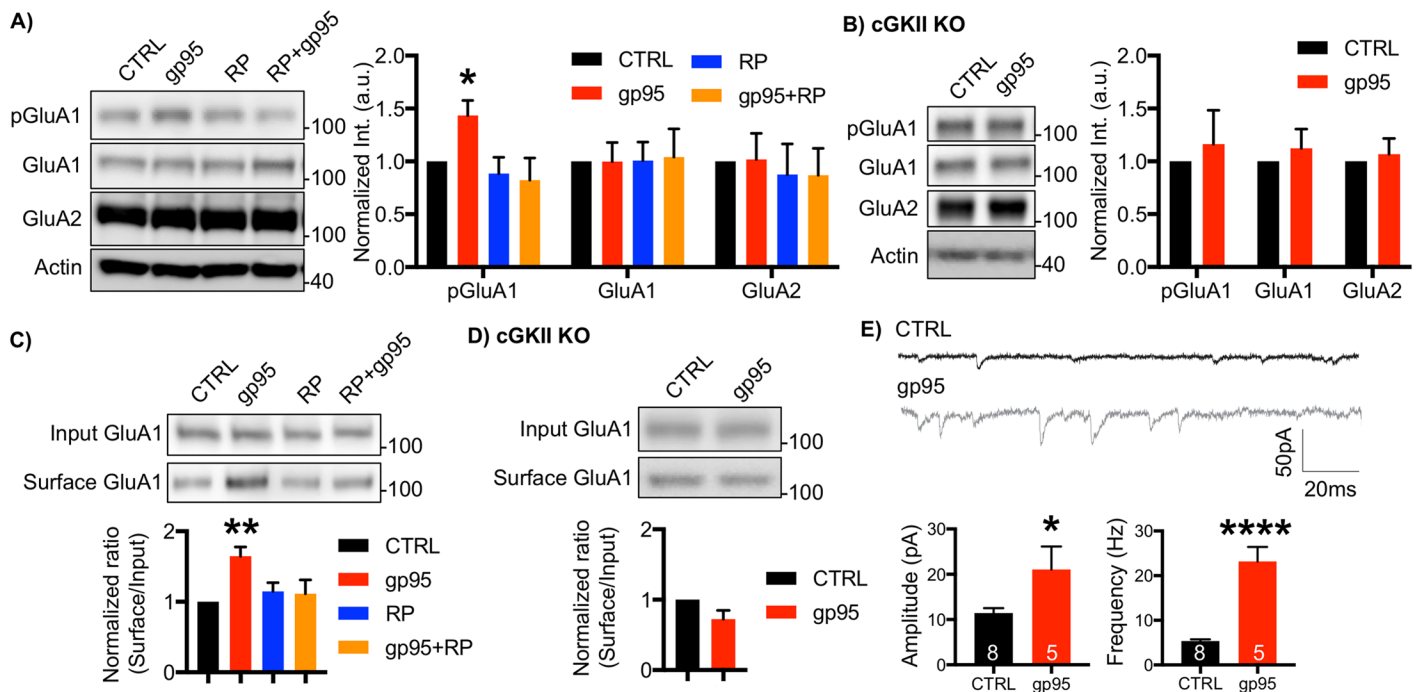 A)
CTRL gp95 RP RP+gp95
pGluA1 -100
GluA1 -100
GluA2 -100
Actin -40
Normalized Int. (a.u.)
2.0
1.5
1.0
0.5
0.0
CTRL RP
gp95 gp95+RP
*
pGluA1 GluA1 GluA2
B) cGKII KO
CTRL gp95
pGluA1 -100
GluA1 -100
GluA2 -100
Actin -40
Normalized Int. (a.u.)
2.0
1.5
1.0
0.5
0.0
CTRL
gp95
pGluA1 GluA1 GluA2
C)
CTRL gp95 RP RP+gp95
Input GluA1 -100
Surface GluA1 -100
Normalized ratio
(Surface/Input)
2
1
0
**
CTRL
gp95
RP
gp95+RP
D) cGKII KO
CTRL gp95
Input GluA1 -100
Surface GluA1 -100
Normalized ratio
(Surface/Input)
2
1
0
CTRL
gp95
E) CTRL
gp95
50pA
20ms
Amplitude (pA)
30
20
10
0
*
8 5
CTRL gp95
Frequency (Hz)
30
20
10
0
****
8 5
CTRL gp95